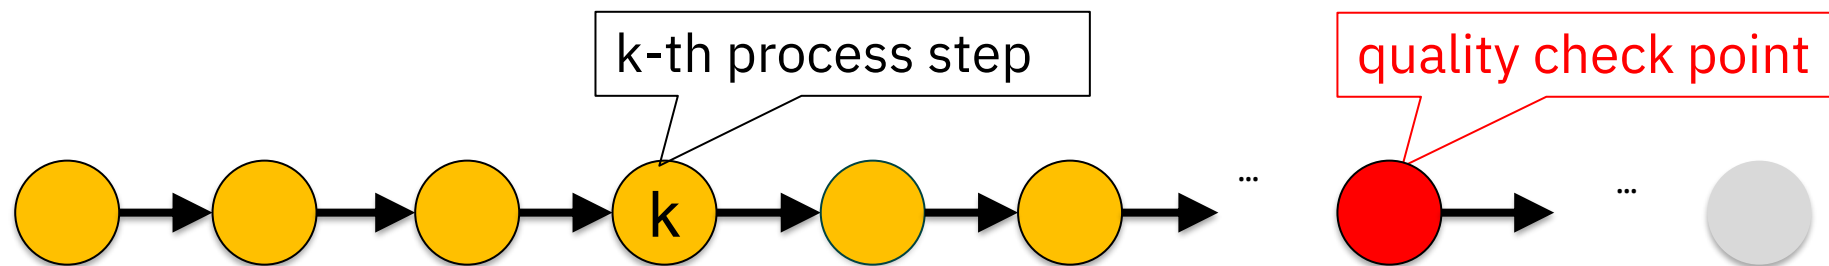 k-th process step
quality check point
k
...
...